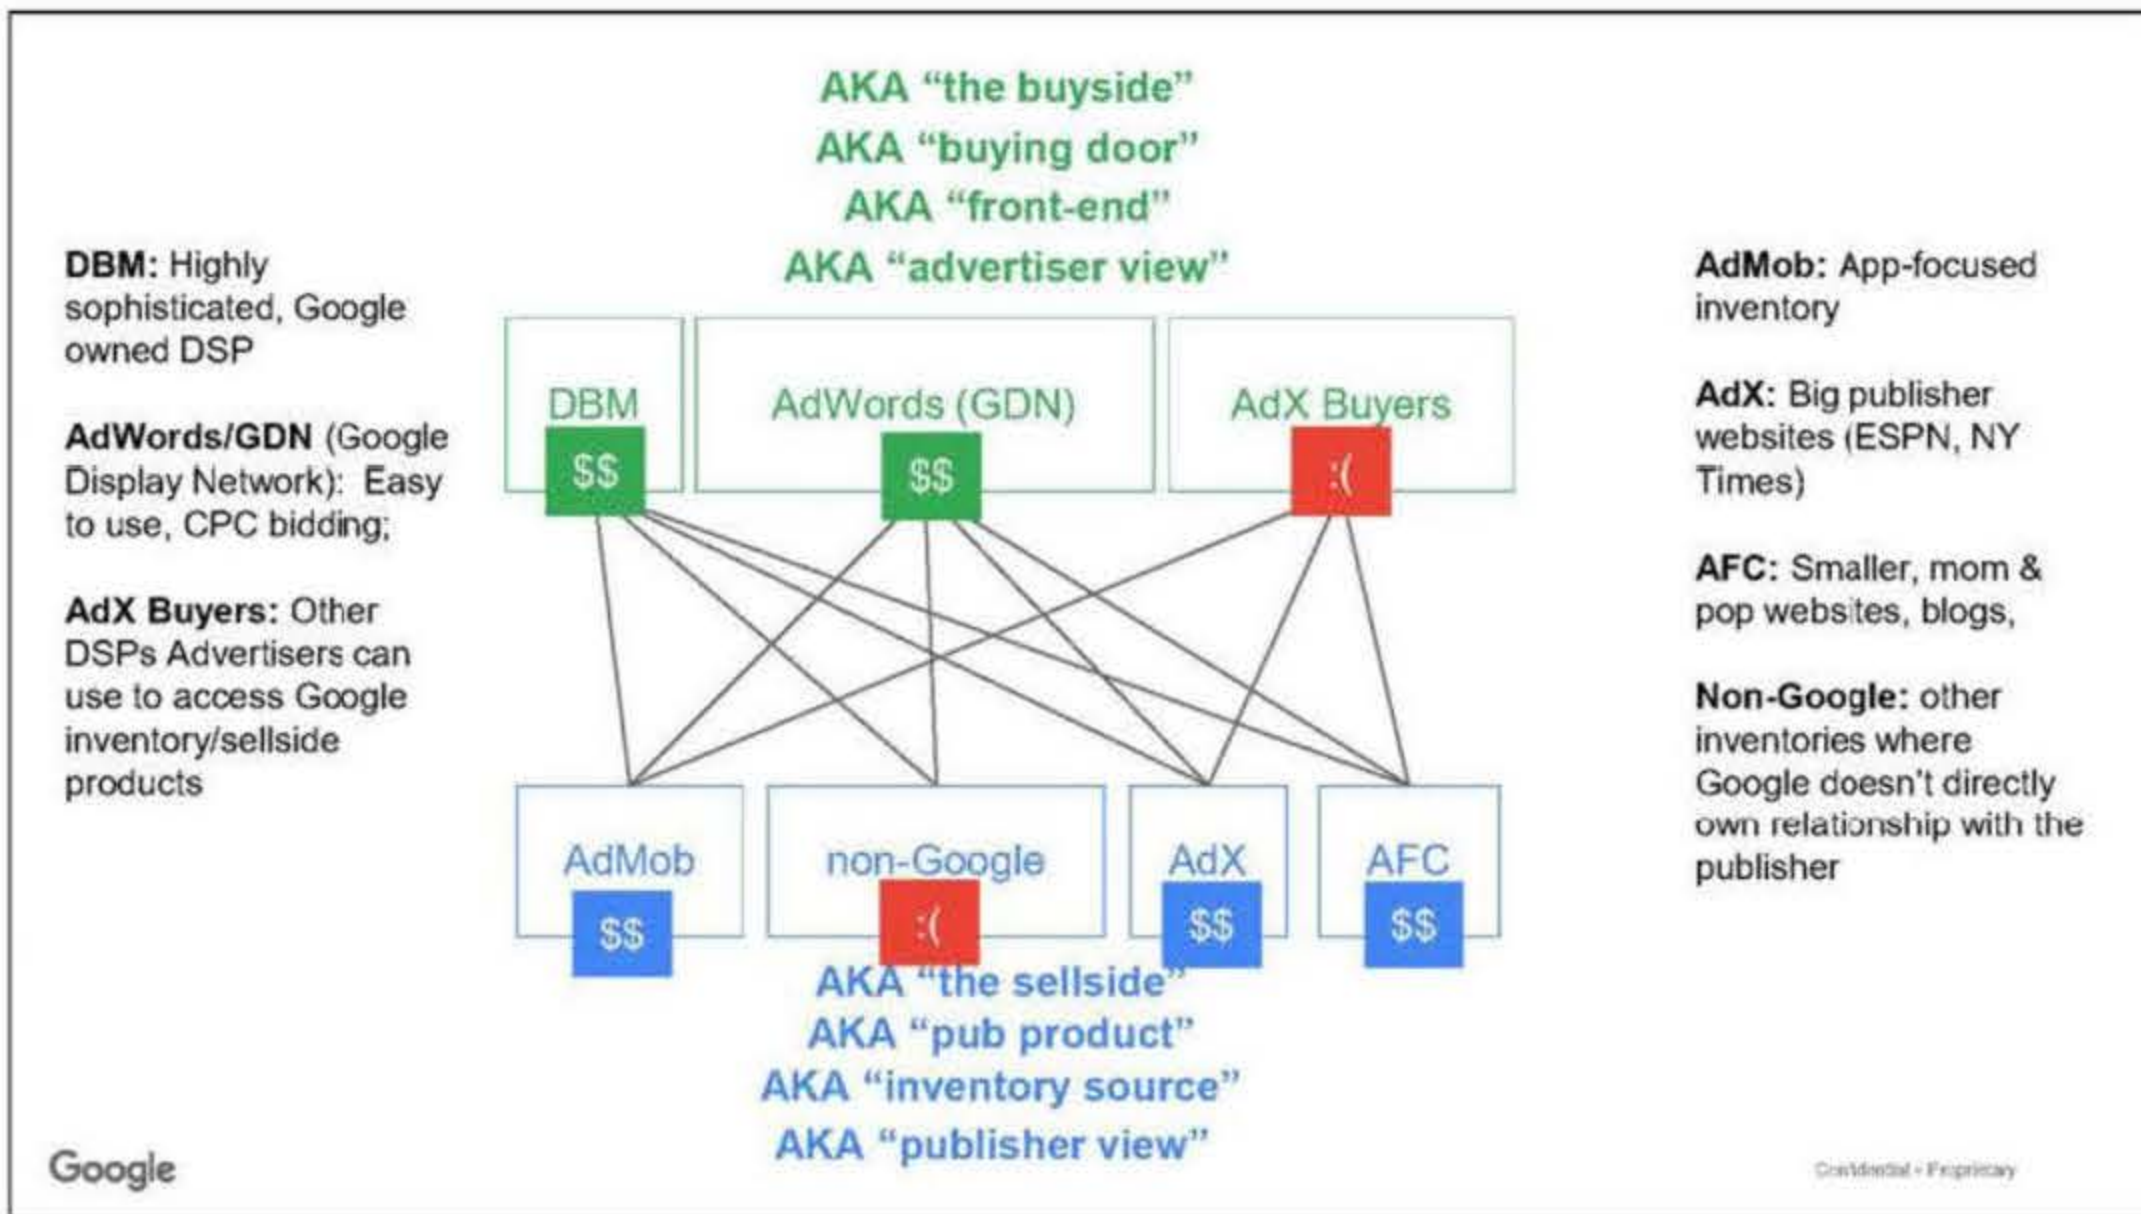 AKA “the buyside”
AKA “buying door”
AKA “front-end”
AKA “advertiser view”
DBM: Highly
sophisticated, Google
owned DSP
AdWords/GDN (Google
Display Network):  Easy
to use, CPC bidding;
AdX Buyers: Other
DSPs Advertisers can
use to access Google
inventory/sellside
products
DBM
$$
AdWords (GDN)
$$
AdX Buyers
:(
AdMob
$$
non-Google
:(
AdX
$$
AFC
$$
AKA “the sellside”
AKA “pub product”
AKA “inventory source”
AKA “publisher view”
AdMob: App-focused
inventory
AdX: Big publisher
websites (ESPN, NY
Times)
AFC: Smaller, mom &
pop websites, blogs,
Non-Google: other
inventories where
Google doesn't directly
own relationship with the
publisher
Google
Confidential + Proprietary